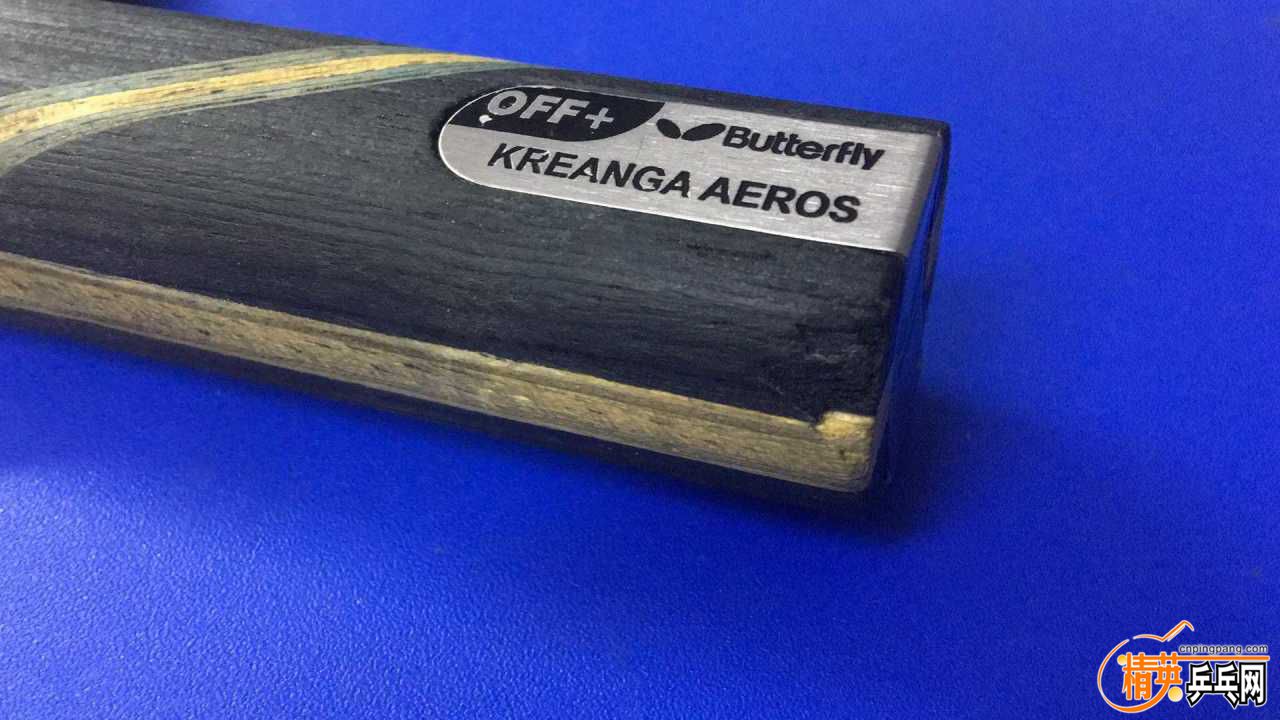 OFF+
Butterfly
KREANGA AEROS
cnpingpang.com
精英乒乓网